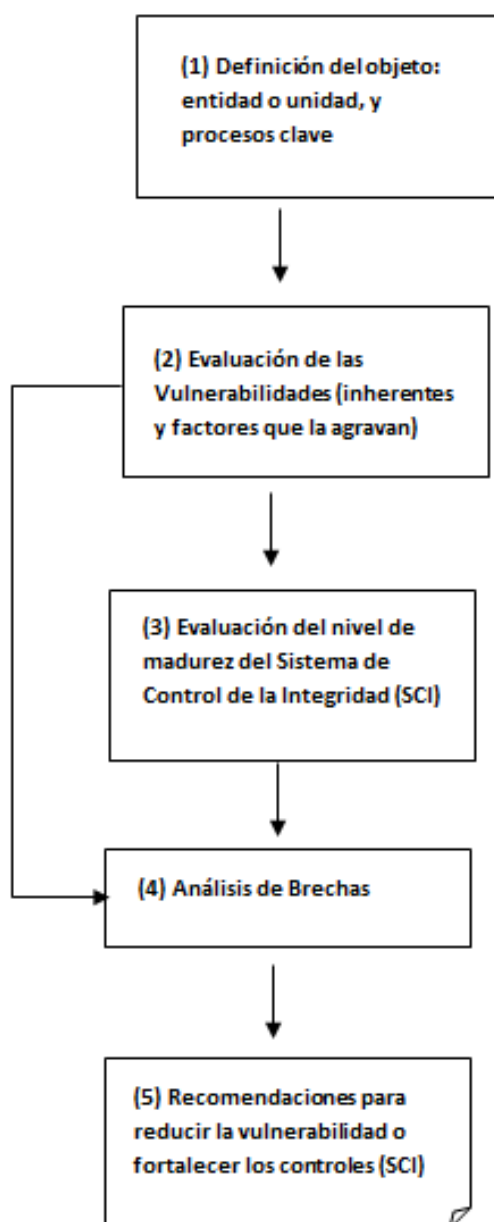 (1) Definición del objeto:
entidad o unidad, y
procesos clave
(2) Evaluación de las
Vulnerabilidades (inherentes
y factores que la agravan)
(3) Evaluación del nivel de
madurez del Sistema de
Control de la Integridad (SCI)
(4) Análisis de Brechas
(5) Recomendaciones para
reducir la vulnerabilidad o
fortalecer los controles (SCI)